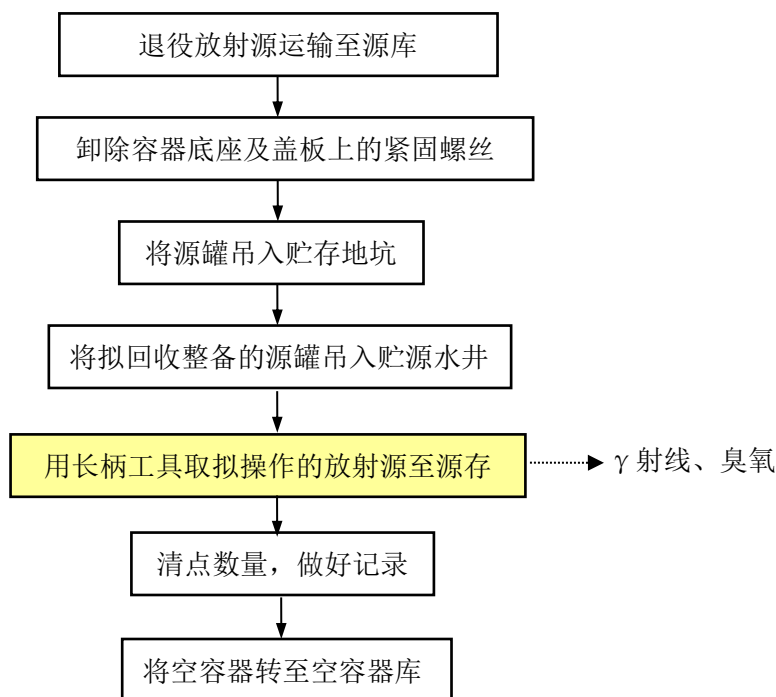 退役放射源运输至源库
卸除容器底座及盖板上的紧固螺丝
将源罐吊入贮存地坑
将拟回收整备的源罐吊入贮源水井
用长柄工具取拟操作的放射源至源存
γ 射线、臭氧
清点数量，做好记录
将空容器转至空容器库